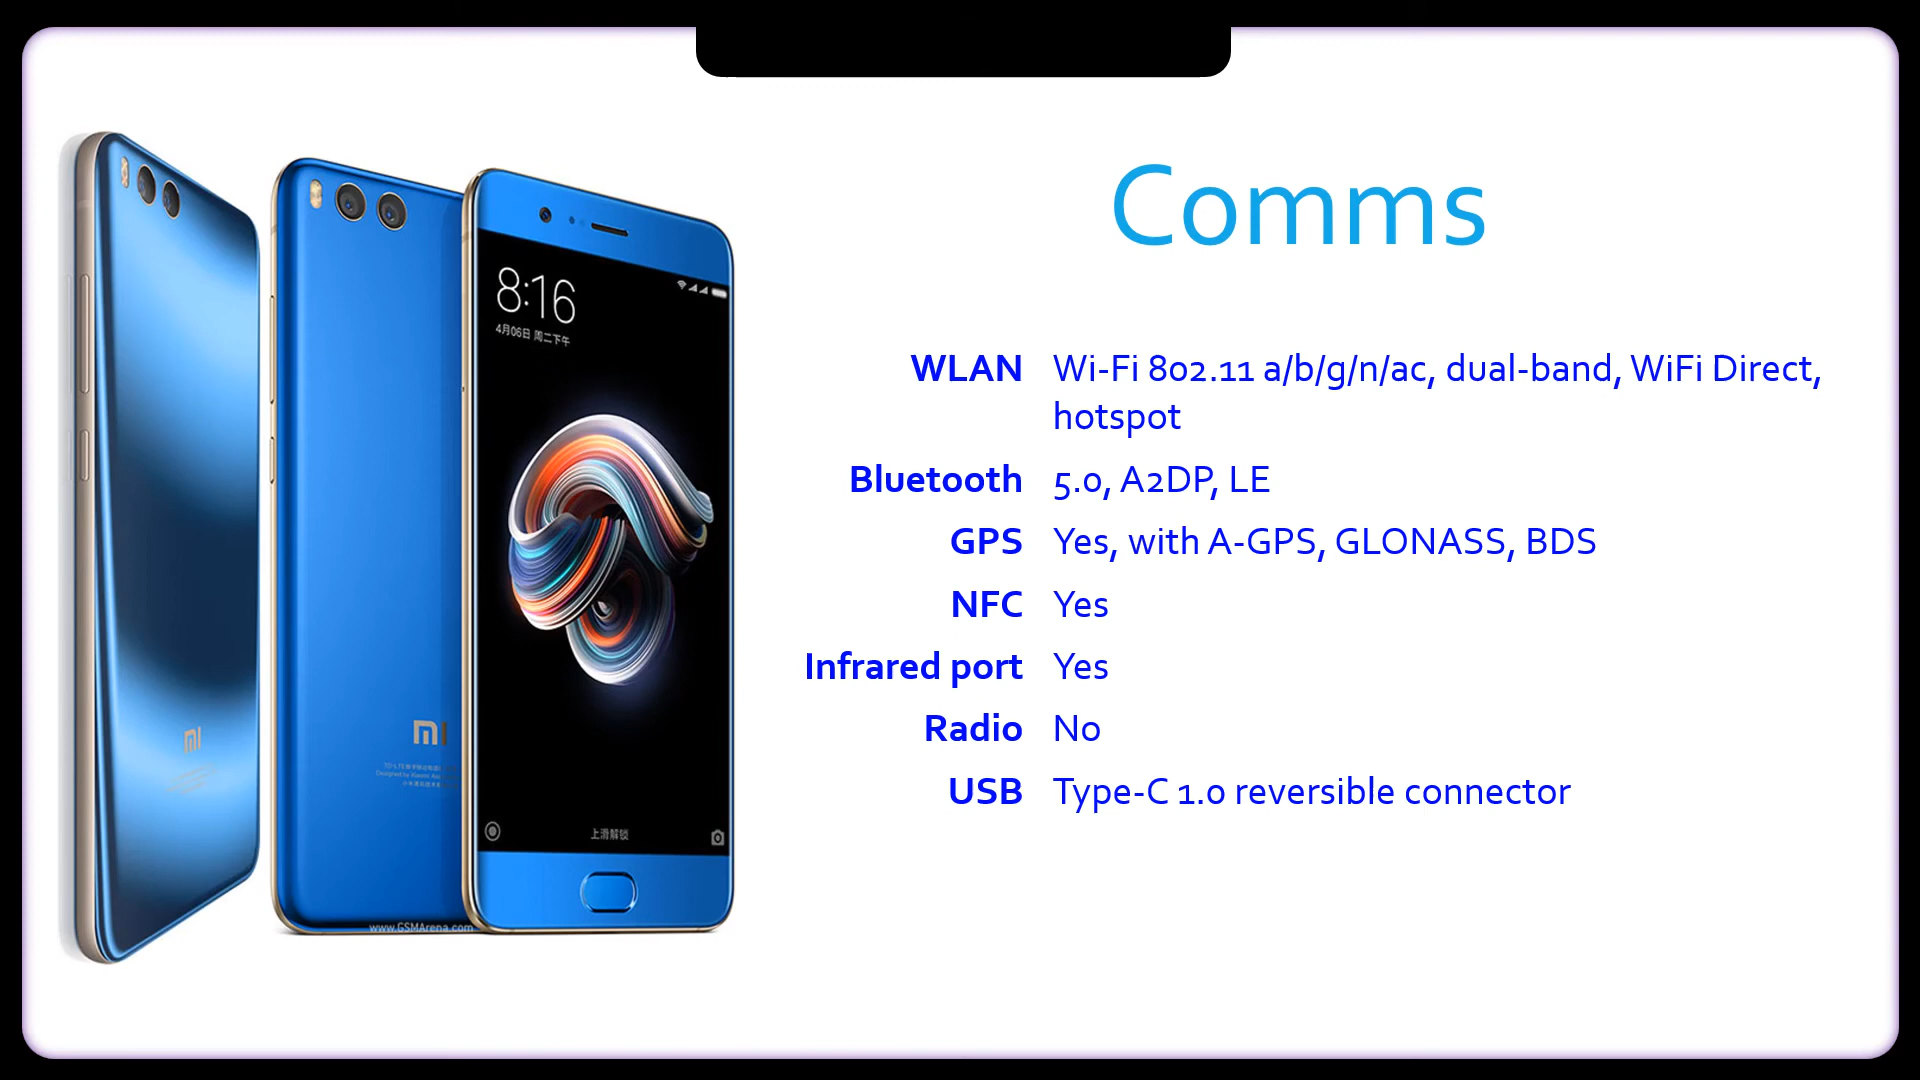 Comms
8:16
4月06日 周二下午
上滑解锁
MI
MI
www.GSMArena.com
WLAN Wi-Fi 802.11 a/b/g/n/ac, dual-band, WiFi Direct,
hotspot
Bluetooth 5.0, A2DP, LE
GPS Yes, with A-GPS, GLONASS, BDS
NFC Yes
Infrared port Yes
Radio No
USB Type-C 1.0 reversible connector